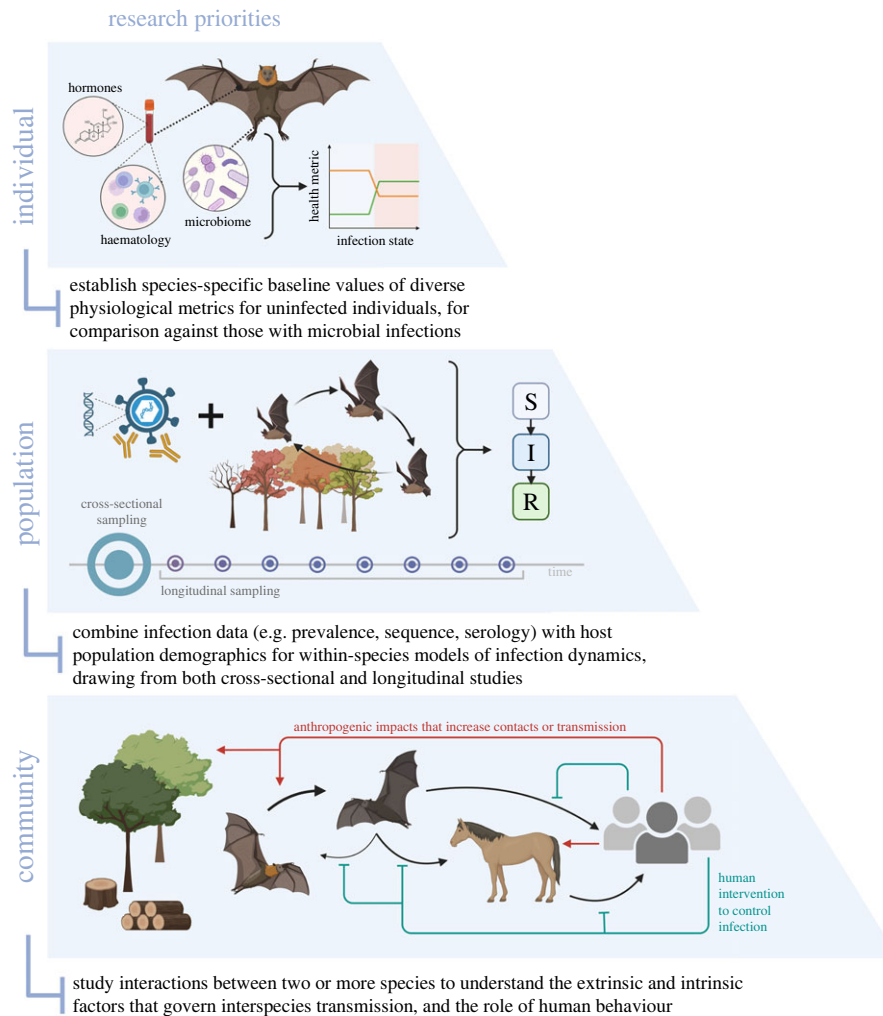 research priorities
individual
hormones
haematology
microbiome
health metric
infection state
establish species-specific baseline values of diverse
physiological metrics for uninfected individuals, for
comparison against those with microbial infections
population
S
I
R
cross-sectional
sampling
longitudinal sampling
time
combine infection data (e.g. prevalence, sequence, serology) with host
population demographics for within-species models of infection dynamics,
drawing from both cross-sectional and longitudinal studies
community
anthropogenic impacts that increase contacts or transmission
human
intervention
to control
infection
study interactions between two or more species to understand the extrinsic and intrinsic
factors that govern interspecies transmission, and the role of human behaviour